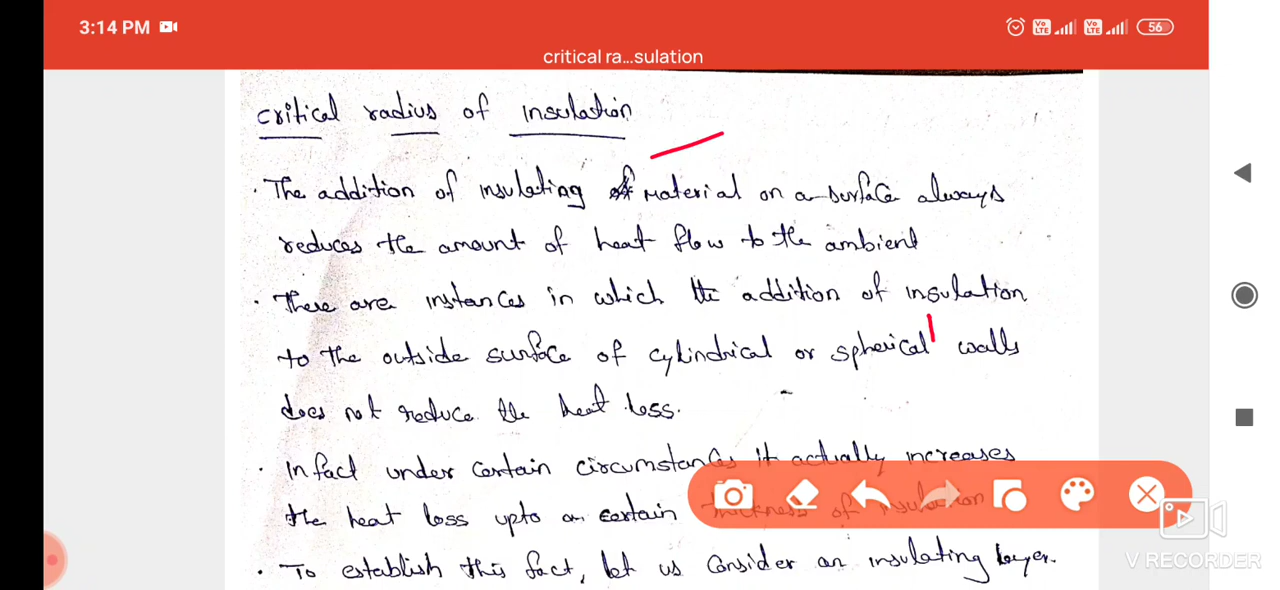 3:14 PM
Vo LTE Vo LTE 56
critical ra...sulation
critical radius of insulation
· The addition of insulating material on a surface always
reduces the amount of heat flow to the ambient
· There are instances in which the addition of insulation
to the outside surface of cylindrical or spherical walls
does not reduce the heat loss.
· In fact under certain circumstances it actually increases
the heat loss upto a certain thickness of insulation
· To establish this fact, let us consider an insulating layer.
V RECORDER